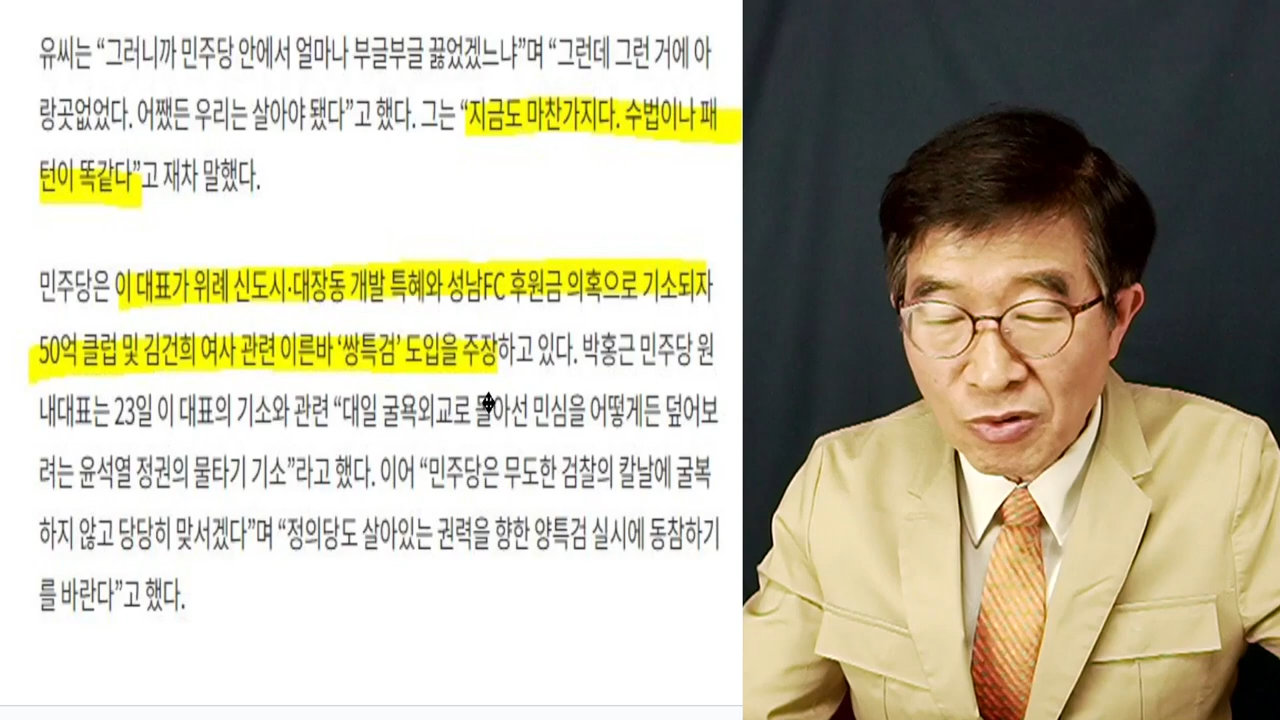 유씨는 “그러니까 민주당 안에서 얼마나 부글부글 끓었겠느냐”며 “그런데 그런 거에 아
랑곳없었다. 어쨌든 우리는 살아야 됐다”고 했다. 그는 “지금도 마찬가지다. 수법이나 패
턴이 똑같다”고 재차 말했다.
민주당은 이 대표가 위례 신도시·대장동 개발 특혜와 성남FC 후원금 의혹으로 기소되자
50억 클럽 및 김건희 여사 관련 이른바 ‘쌍특검’ 도입을 주장하고 있다. 박홍근 민주당 원
내대표는 23일 이 대표의 기소와 관련 “대일 굴욕외교로 돌아선 민심을 어떻게든 덮어보
려는 윤석열 정권의 물타기 기소”라고 했다. 이어 “민주당은 무도한 검찰의 칼날에 굴복
하지 않고 당당히 맞서겠다”며 “정의당도 살아있는 권력을 향한 양특검 실시에 동참하기
를 바란다”고 했다.